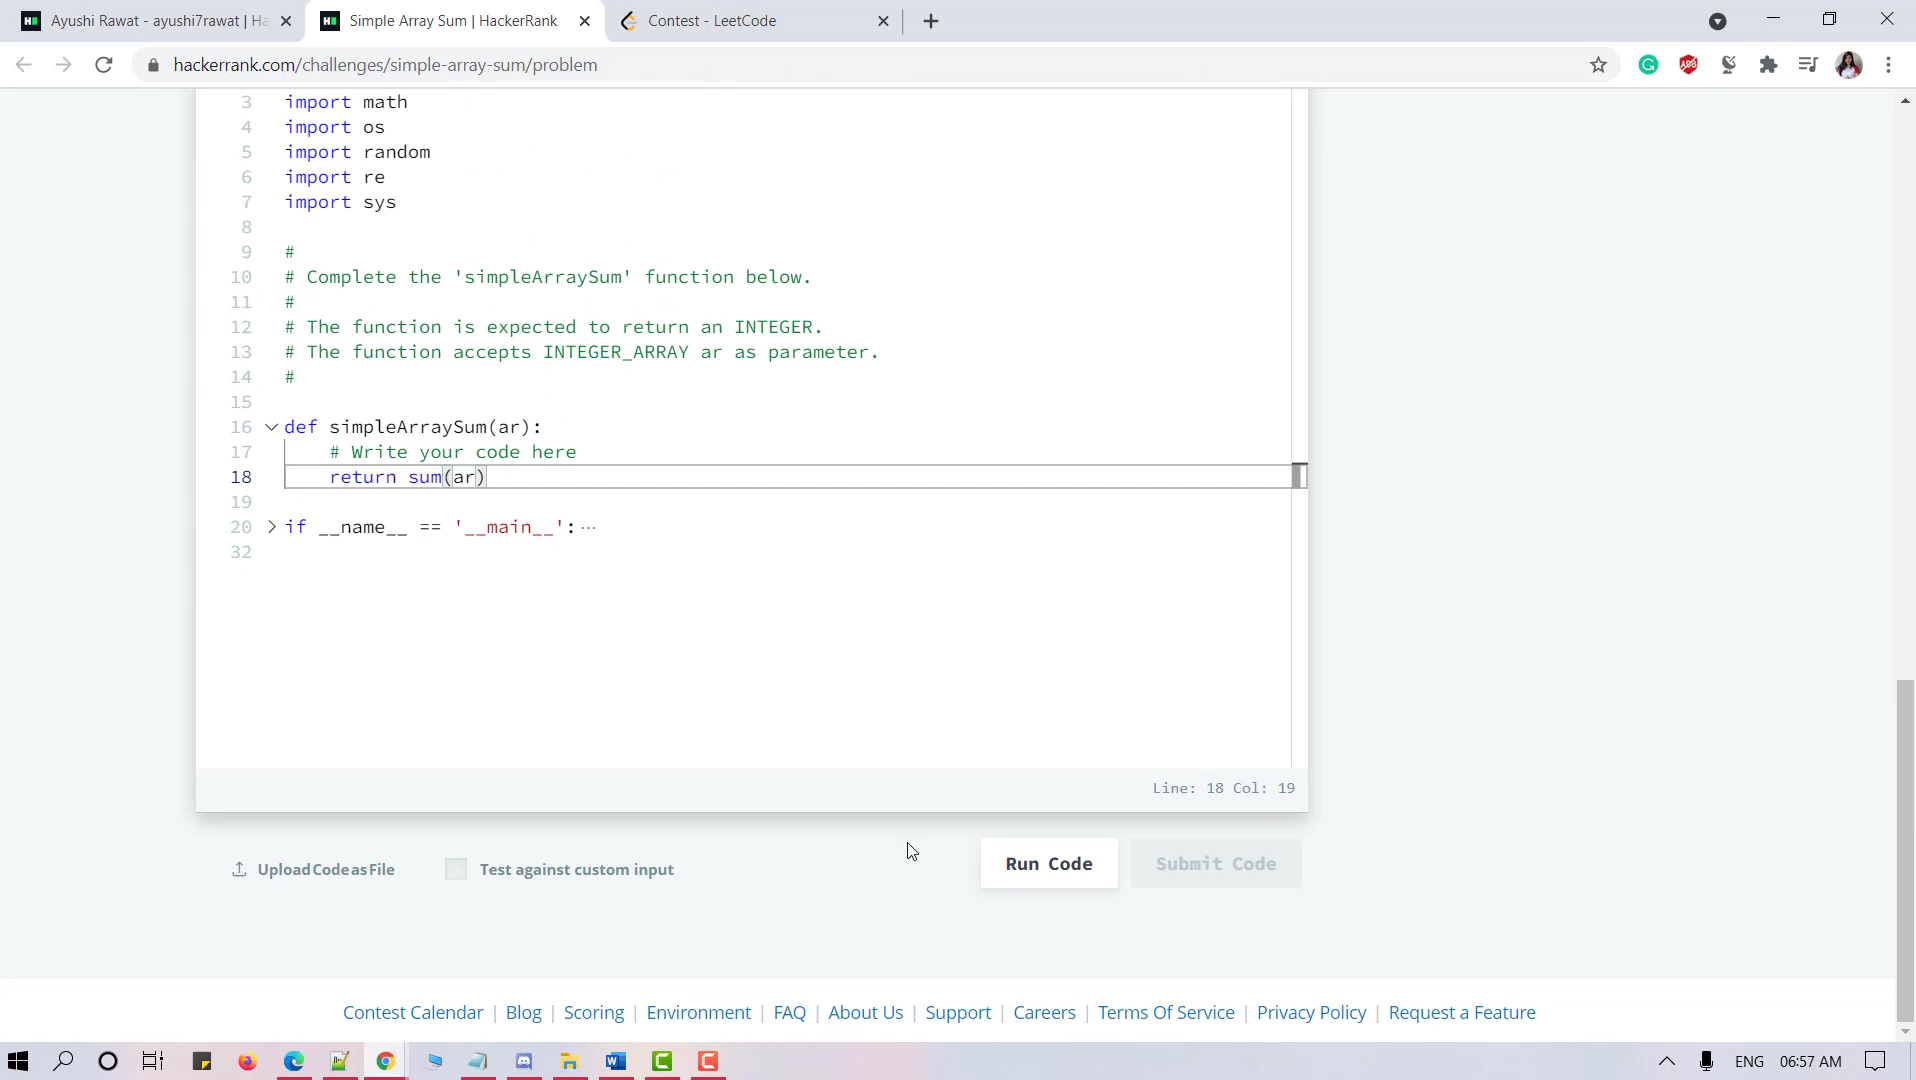 Ayushi Rawat - ayushi7rawat | Ha
Simple Array Sum | HackerRank
Contest - LeetCode
hackerrank.com/challenges/simple-array-sum/problem
3 import math
4 import os
5 import random
6 import re
7 import sys
8
9 #
10 # Complete the 'simpleArraySum' function below.
11 #
12 # The function is expected to return an INTEGER.
13 # The function accepts INTEGER_ARRAY ar as parameter.
14 #
15
16 def simpleArraySum(ar):
17 # Write your code here
18 return sum(ar)
19
20 if __name__ == '__main__': ···
32
Line: 18 Col: 19
Upload Code as File
Test against custom input
Run Code
Submit Code
Contest Calendar | Blog | Scoring | Environment | FAQ | About Us | Support | Careers | Terms Of Service | Privacy Policy | Request a Feature
ENG 06:57 AM